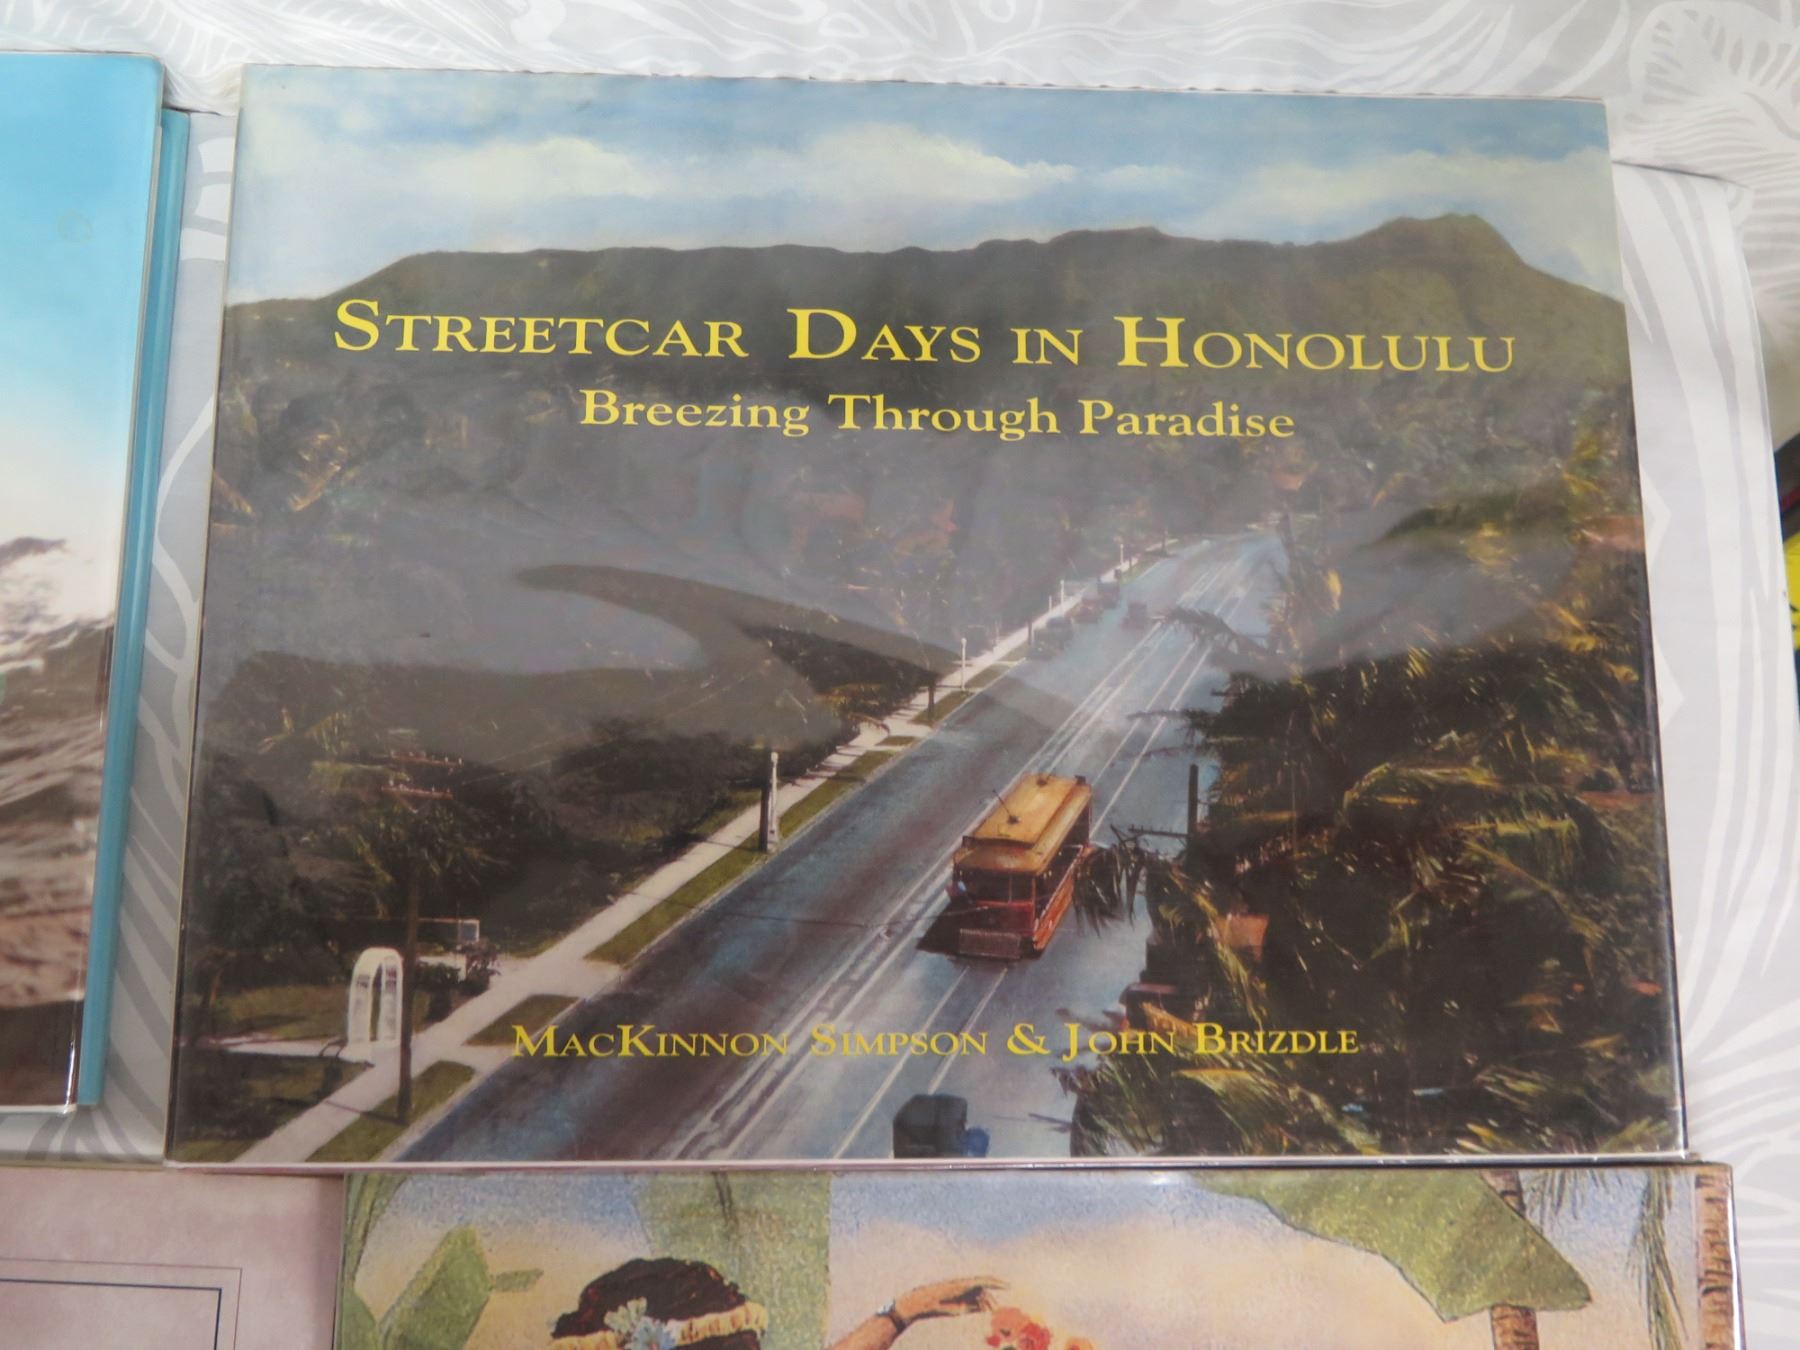 STREETCAR DAYS IN HONOLULU
Breezing Through Paradise
MACKINNON SIMPSON & JOHN BRIZDLE